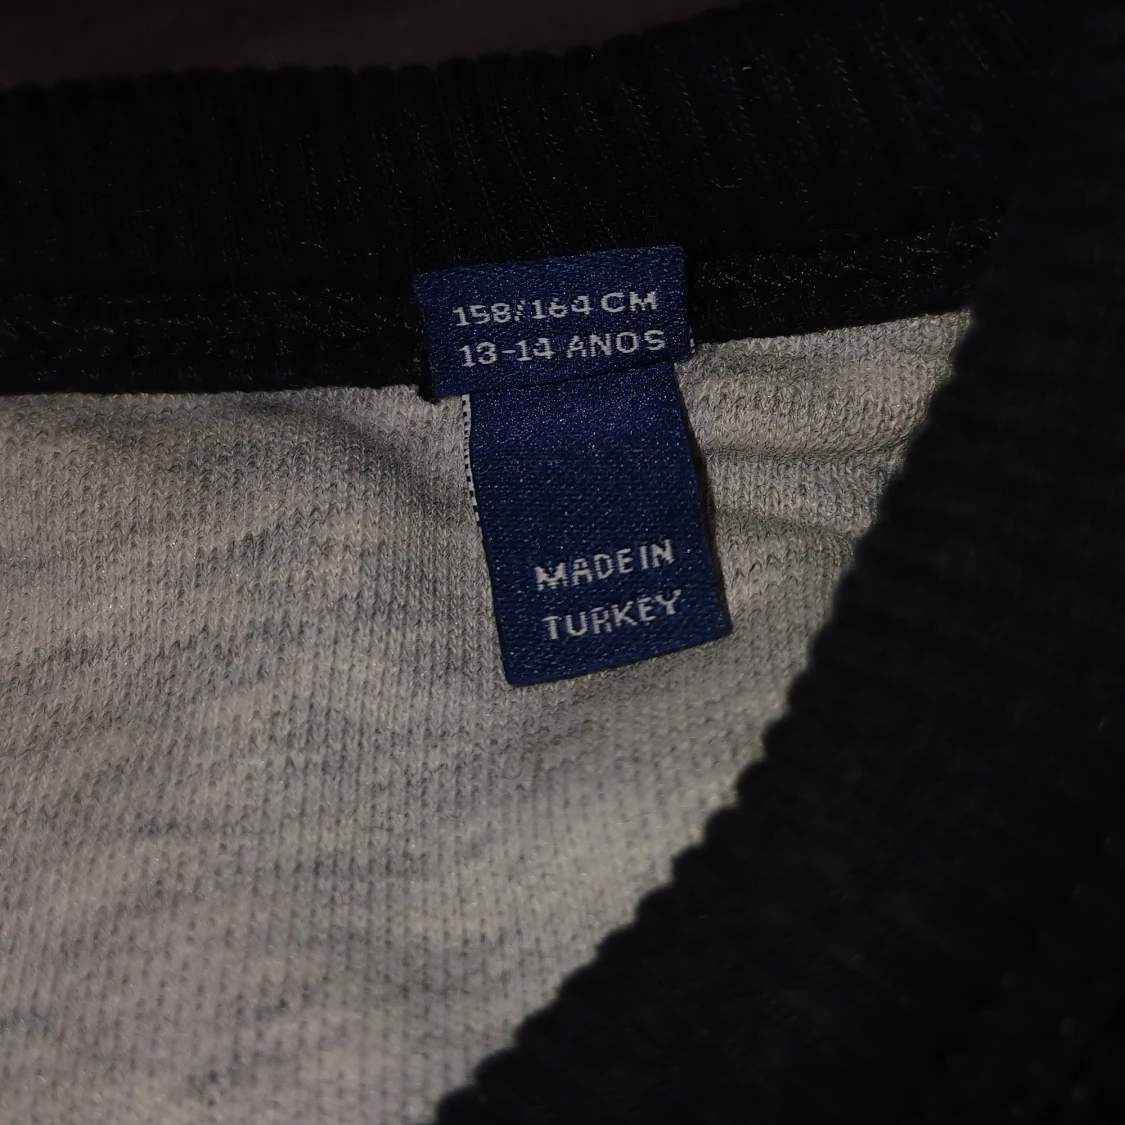 158/164 CM
13-14 ANOS
MADE IN
TURKEY